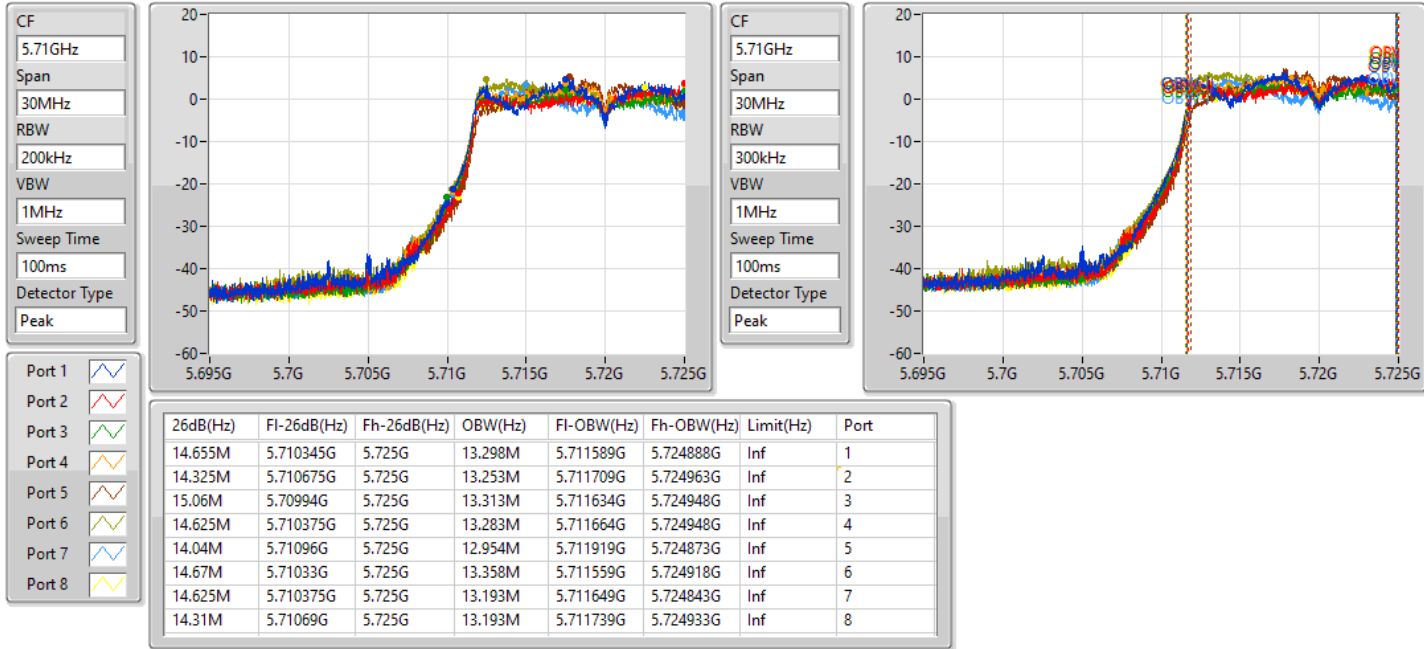 CF
5.71GHz
Span
30MHz
RBW
200kHz
VBW
1MHz
Sweep Time
100ms
Detector Type
Peak
20
10
0
-10
-20
-30
-40
-50
-60
5.695G 5.7G 5.705G 5.71G 5.715G 5.72G 5.725G
CF
5.71GHz
Span
30MHz
RBW
300kHz
VBW
1MHz
Sweep Time
100ms
Detector Type
Peak
20
10
0
-10
-20
-30
-40
-50
-60
5.695G 5.7G 5.705G 5.71G 5.715G 5.72G 5.725G
Port 1
Port 2
Port 3
Port 4
Port 5
Port 6
Port 7
Port 8
26dB(Hz) Fl-26dB(Hz) Fh-26dB(Hz) OBW(Hz) Fl-OBW(Hz) Fh-OBW(Hz) Limit(Hz) Port
14.655M 5.710345G 5.725G 13.298M 5.711589G 5.724888G Inf 1
14.325M 5.710675G 5.725G 13.253M 5.711709G 5.724963G Inf 2
15.06M 5.70994G 5.725G 13.313M 5.711634G 5.724948G Inf 3
14.625M 5.710375G 5.725G 13.283M 5.711664G 5.724948G Inf 4
14.04M 5.71096G 5.725G 12.954M 5.711919G 5.724873G Inf 5
14.67M 5.71033G 5.725G 13.358M 5.711559G 5.724918G Inf 6
14.625M 5.710375G 5.725G 13.193M 5.711649G 5.724843G Inf 7
14.31M 5.71069G 5.725G 13.193M 5.711739G 5.724933G Inf 8